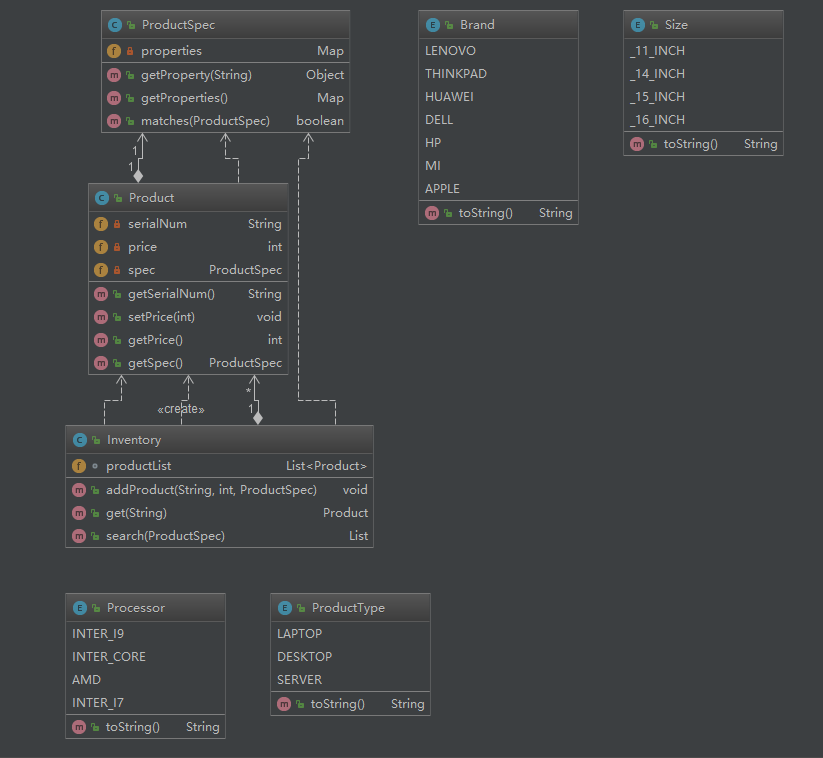 ProductSpec
properties Map
getProperty(String) Object
getProperties() Map
matches(ProductSpec) boolean
1
1
Product
serialNum String
price int
spec ProductSpec
getSerialNum() String
setPrice(int) void
getPrice() int
getSpec() ProductSpec
«create»
*
1
Inventory
productList List<Product>
addProduct(String, int, ProductSpec) void
get(String) Product
search(ProductSpec) List
Brand
LENOVO
THINKPAD
HUAWEI
DELL
HP
MI
APPLE
toString() String
Size
_11_INCH
_14_INCH
_15_INCH
_16_INCH
toString() String
Processor
INTER_I9
INTER_CORE
AMD
INTER_I7
toString() String
ProductType
LAPTOP
DESKTOP
SERVER
toString() String